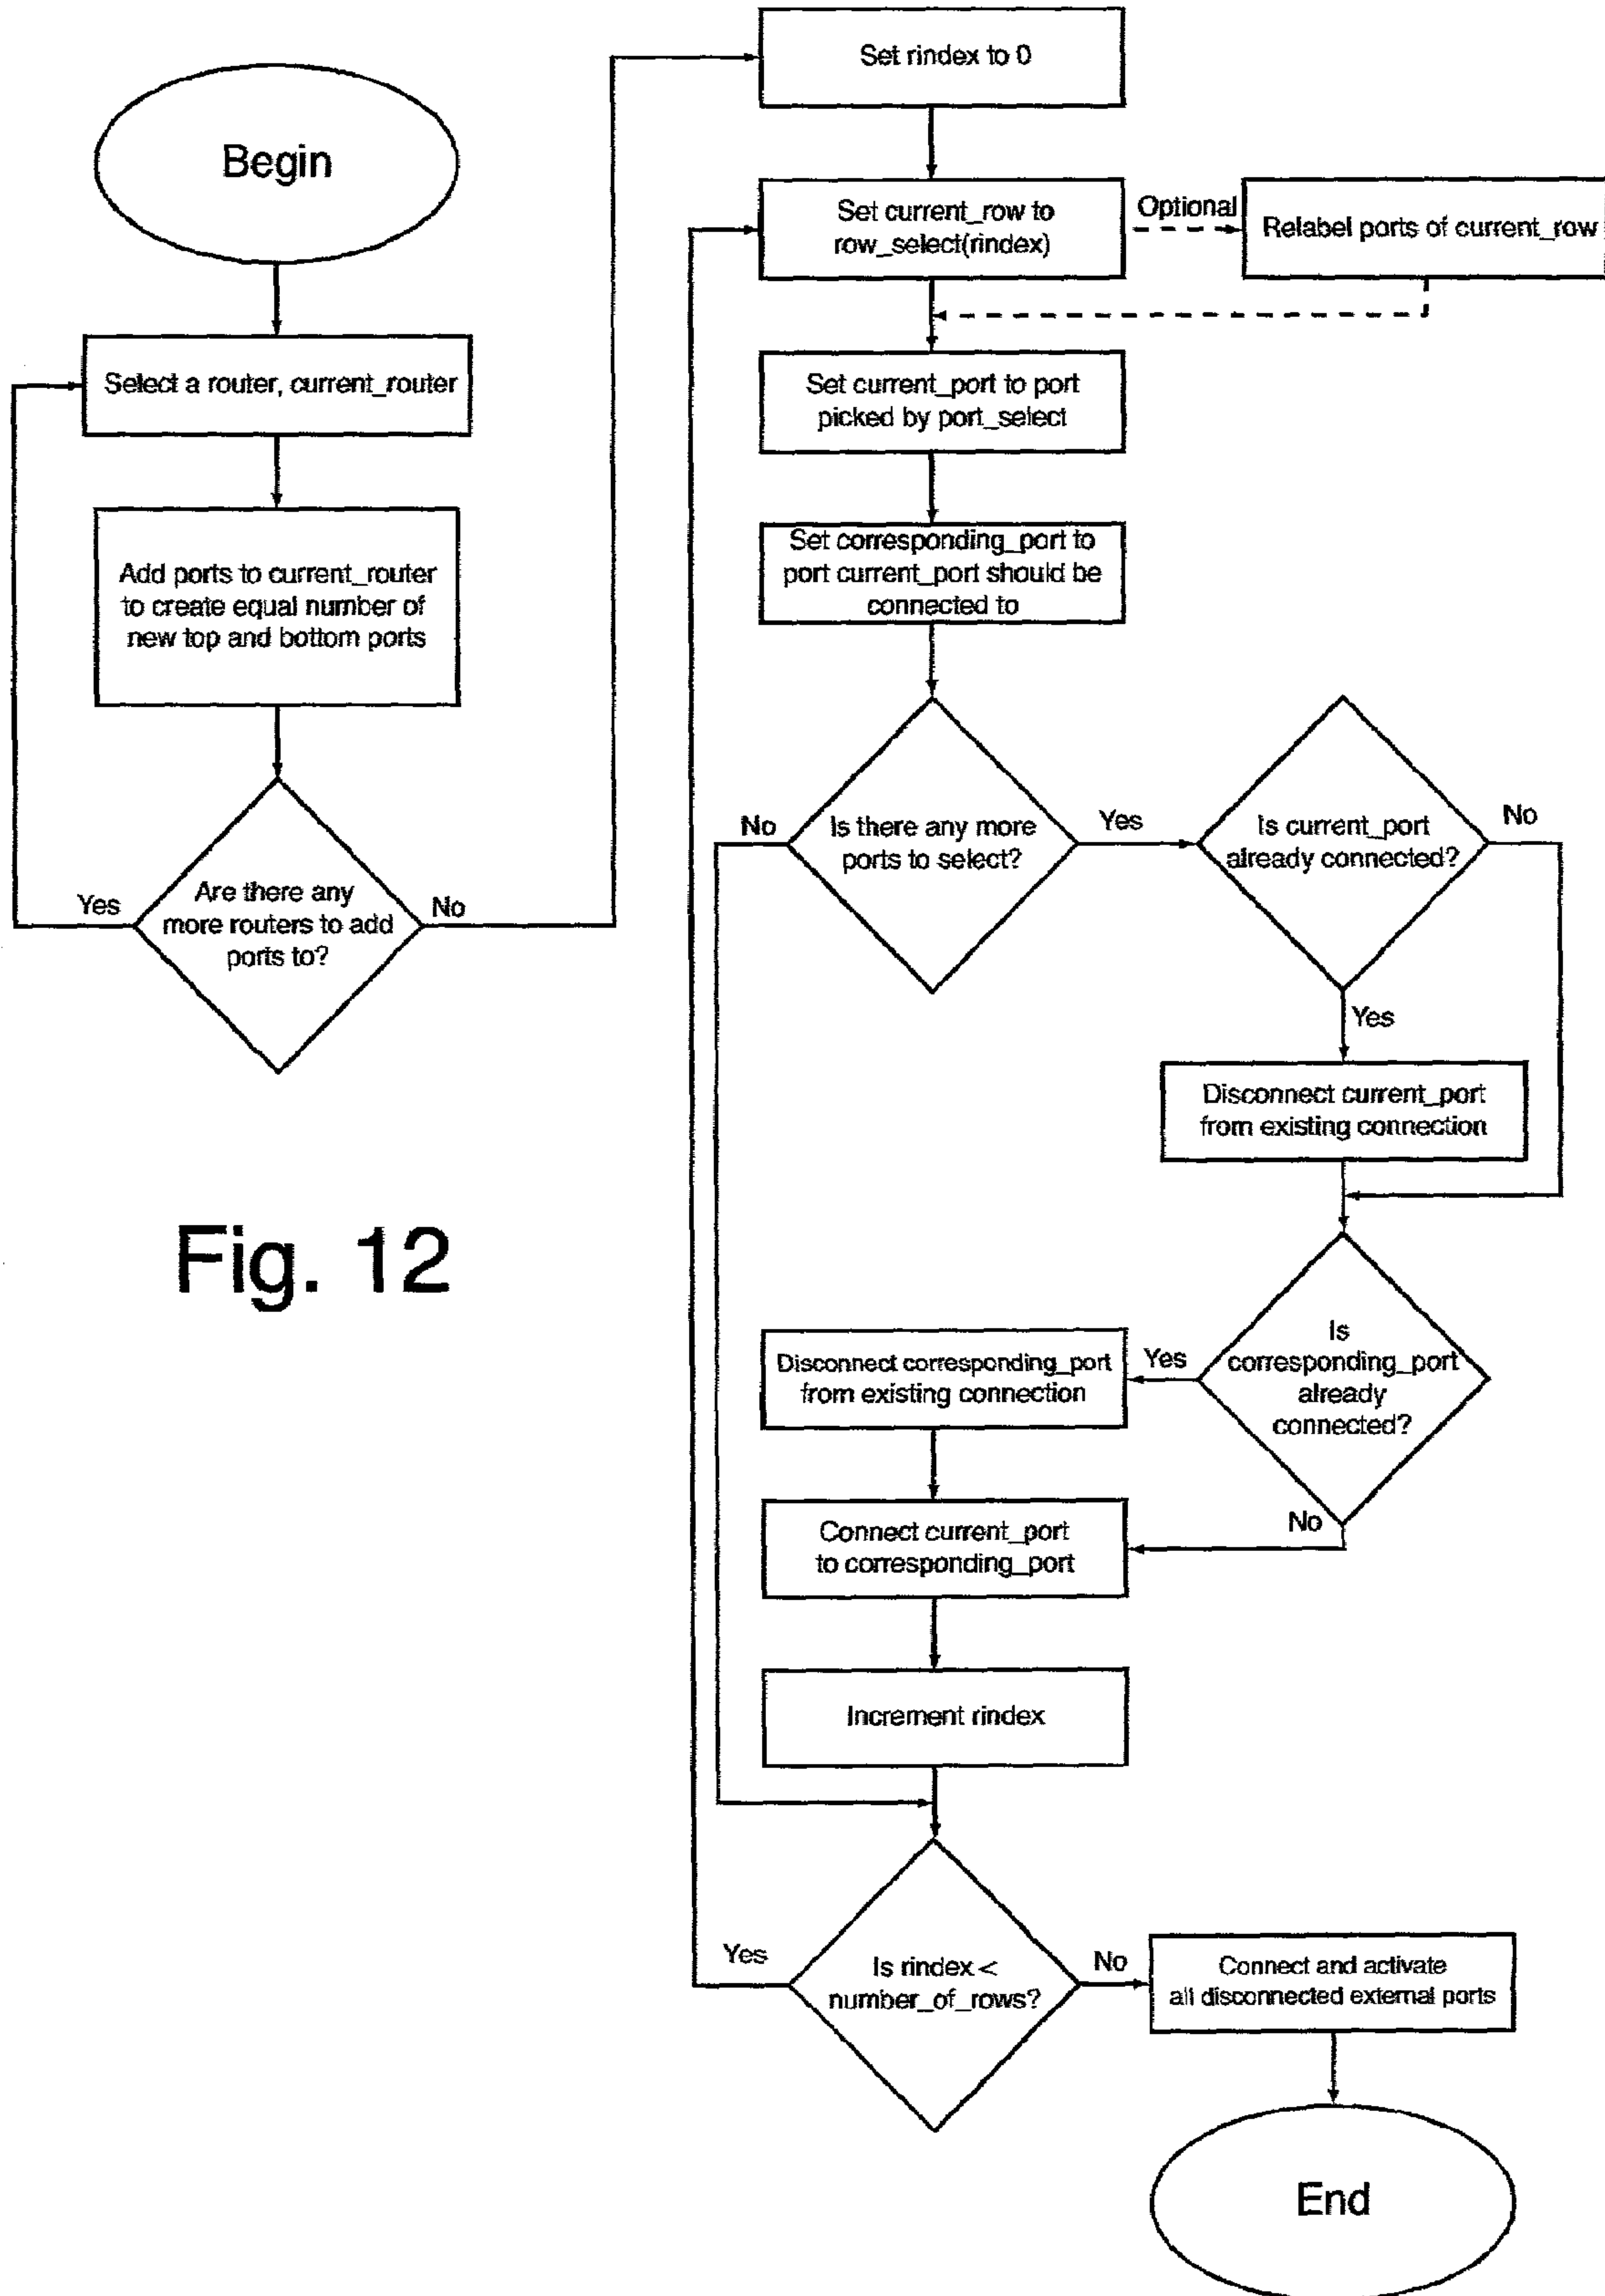 Begin
Select a router, current_router
Add ports to current_router
to create equal number of
new top and bottom ports
Are there any
more routers to add
ports to?
Yes
No
Fig. 12
Set rindex to 0
Set current_row to
row_select(rindex)
Optional
Relabel ports of current_row
Set current_port to port
picked by port_select
Set corresponding_port to
port current_port should be
connected to
Is there any more
ports to select?
No
Yes
Is current_port
already connected?
No
Yes
Disconnect current_port
from existing connection
Is
corresponding_port
already
connected?
Yes
No
Disconnect corresponding_port
from existing connection
Connect current_port
to corresponding_port
Increment rindex
Is rindex <
number_of_rows?
Yes
No
Connect and activate
all disconnected external ports
End